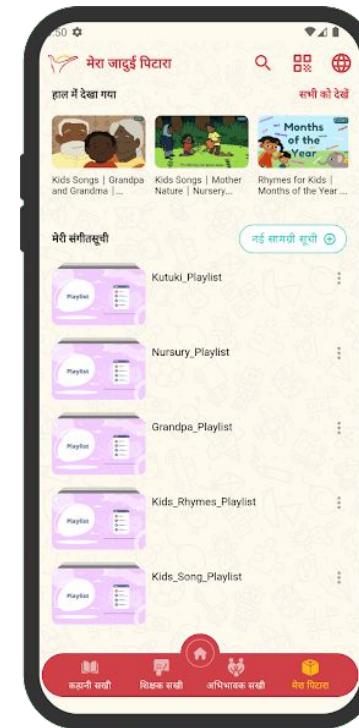 :50
मेरा जादुई पिटारा
हाल में देखा गया
सभी को देखें
Months
of the
Year
Kids Songs | Grandpa
and Grandma |...
Kids Songs | Mother
Nature | Nursery...
Rhymes for Kids |
Months of the Year ...
मेरी संगीतसूची
नई सामग्री सूची
Kutuki_Playlist
Playlist
Nursury_Playlist
Playlist
Grandpa_Playlist
Playlist
Kids_Rhymes_Playlist
Playlist
Kids_Song_Playlist
Playlist
कहानी सखी
शिक्षक सखी
अभिभावक सखी
मेरा पिटारा